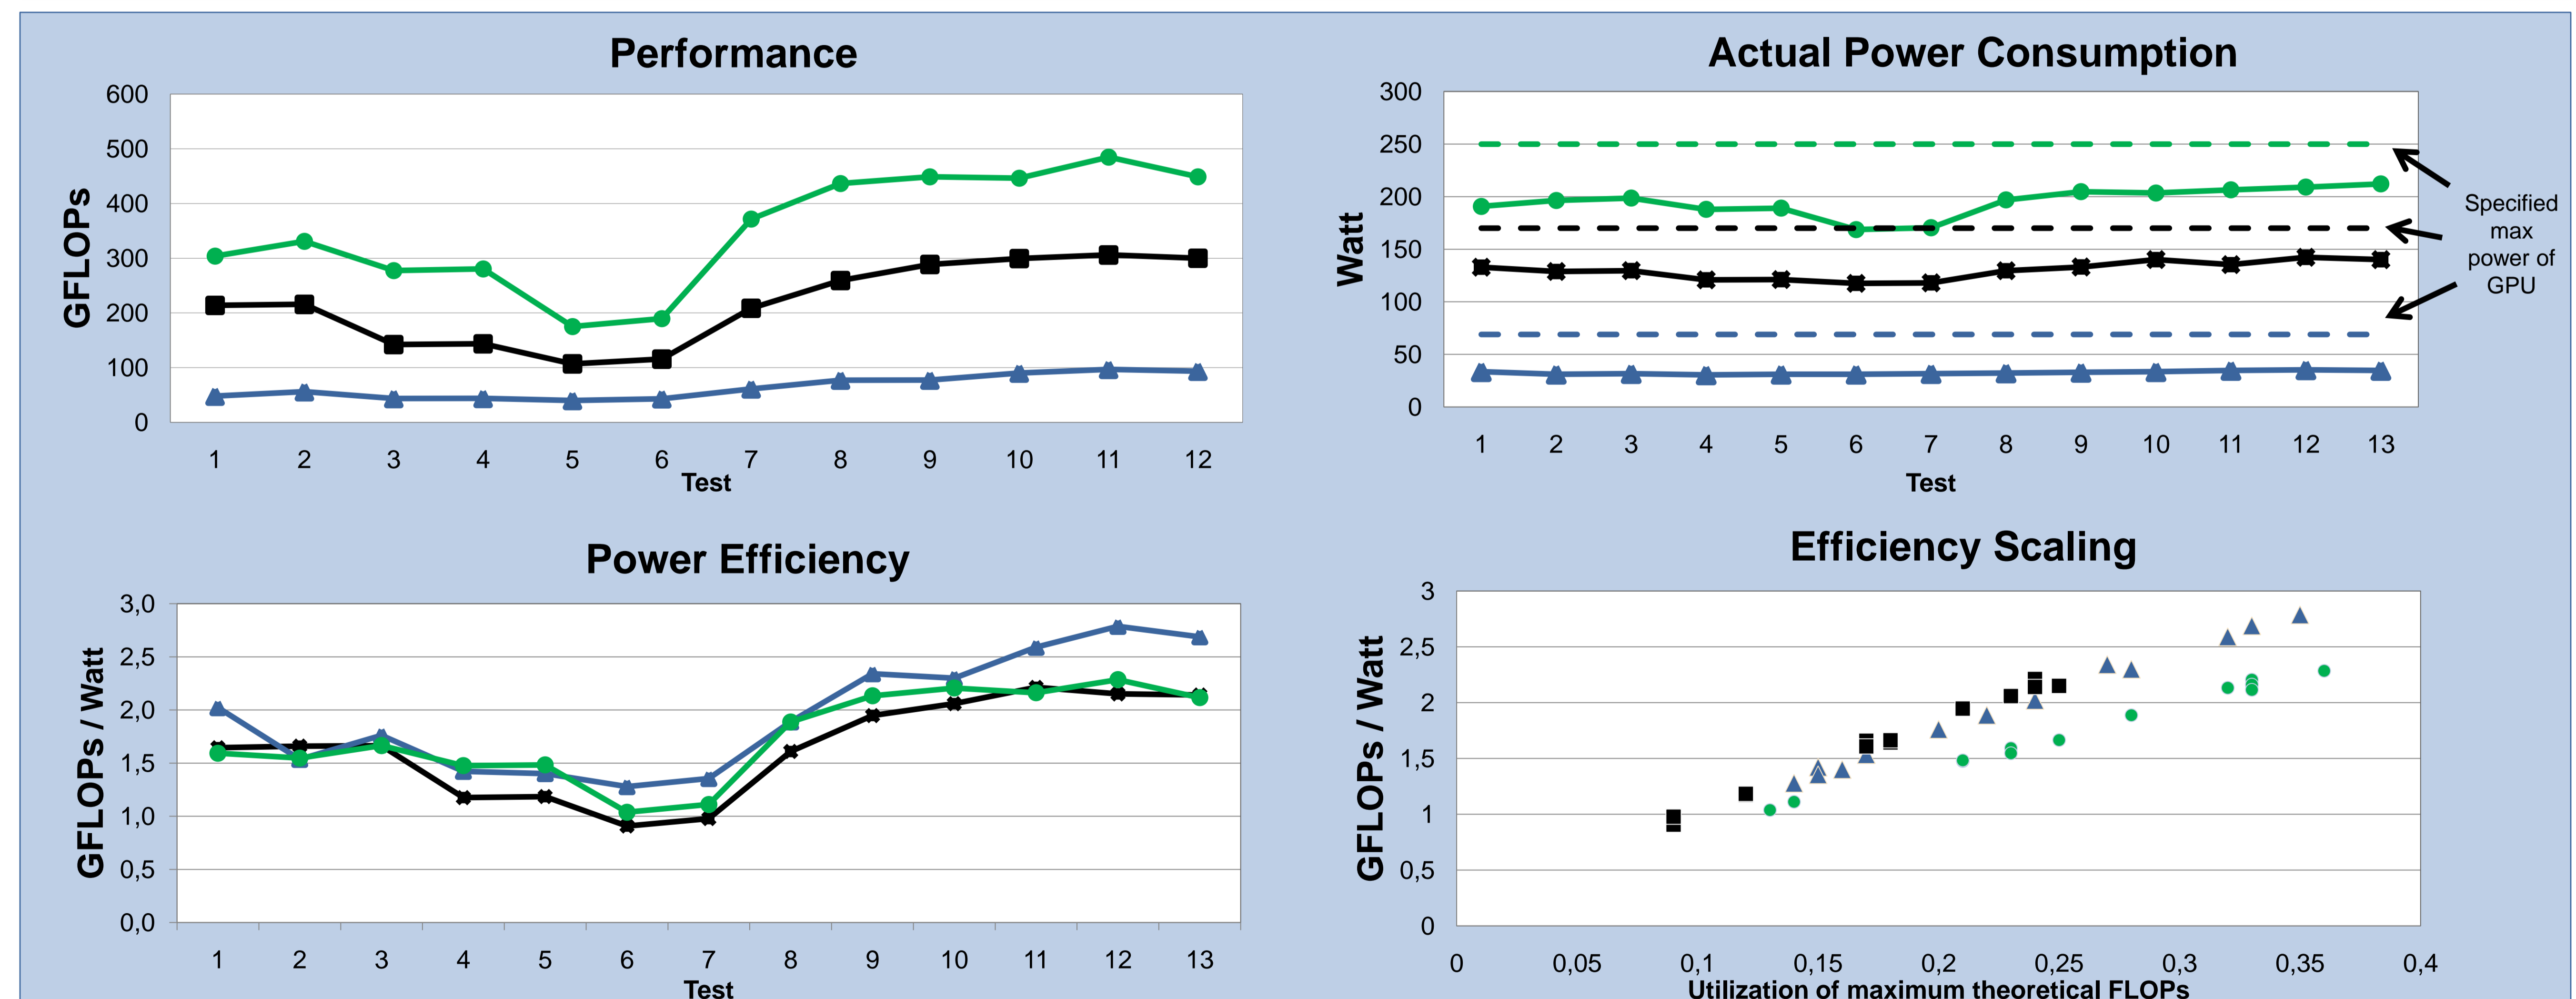 Performance
600
500
400
300
200
100
0
GFLOPs
1 2 3 4 5 6 7 8 9 10 11 12
Test
Actual Power Consumption
300
250
200
150
100
50
0
Watt
1 2 3 4 5 6 7 8 9 10 11 12 13
Test
Specified
max
power of
GPU
Power Efficiency
3,0
2,5
2,0
1,5
1,0
0,5
0,0
GFLOPs / Watt
1 2 3 4 5 6 7 8 9 10 11 12 13
Test
Efficiency Scaling
3
2,5
2
1,5
1
0,5
0
GFLOPs / Watt
0 0,05 0,1 0,15 0,2 0,25 0,3 0,35 0,4
Utilization of maximum theoretical FLOPs